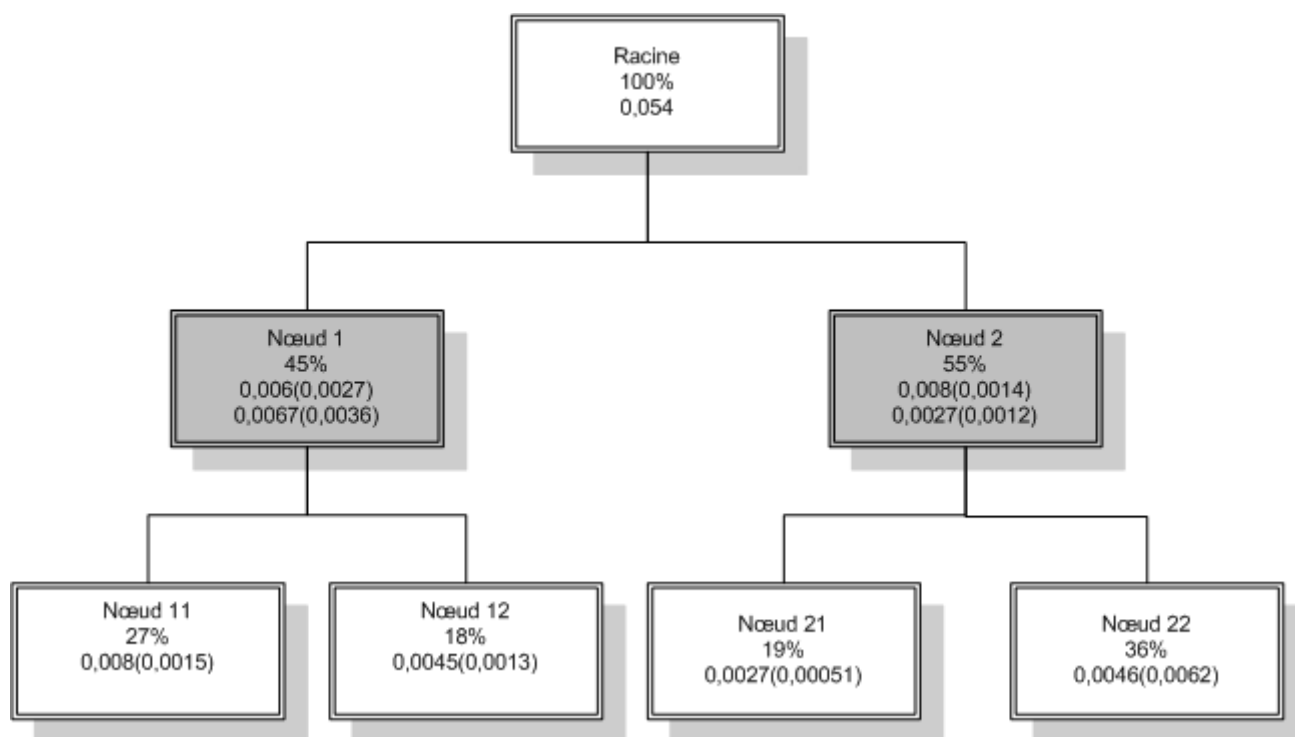 Racine
100%
0,054
Nœud 1
45%
0,006(0,0027)
0,0067(0,0036)
Nœud 2
55%
0,008(0,0014)
0,0027(0,0012)
Nœud 11
27%
0,008(0,0015)
Nœud 12
18%
0,0045(0,0013)
Nœud 21
19%
0,0027(0,00051)
Nœud 22
36%
0,0046(0,0062)